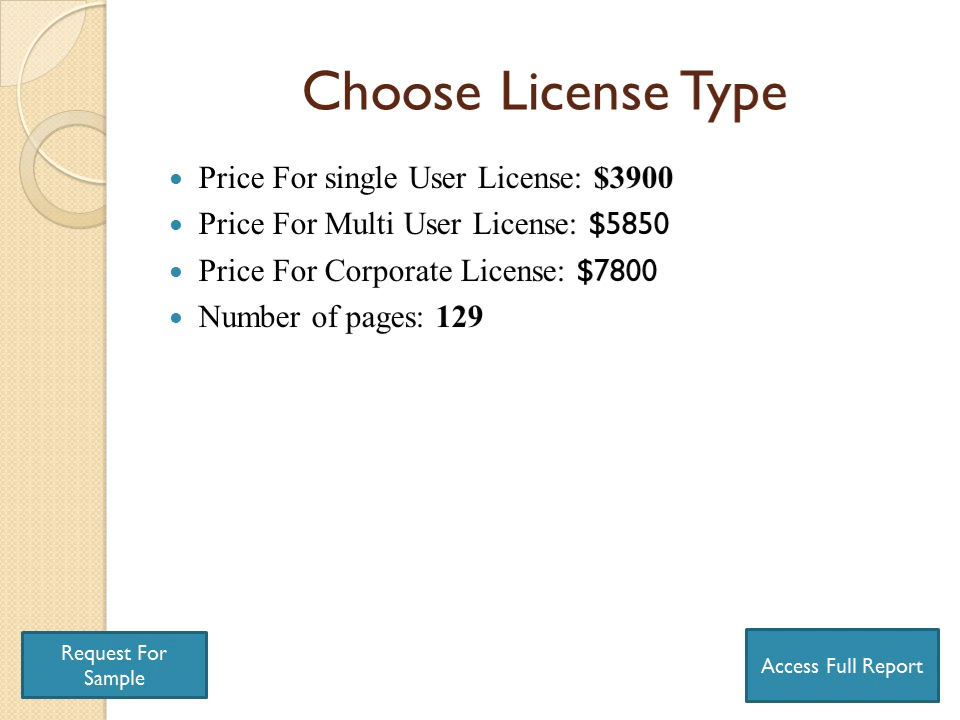 Choose License Type
Price For single User License: $3900
Price For Multi User License: $5850
Price For Corporate License: $7800
Number of pages: 129
Request For
Sample
Access Full Report